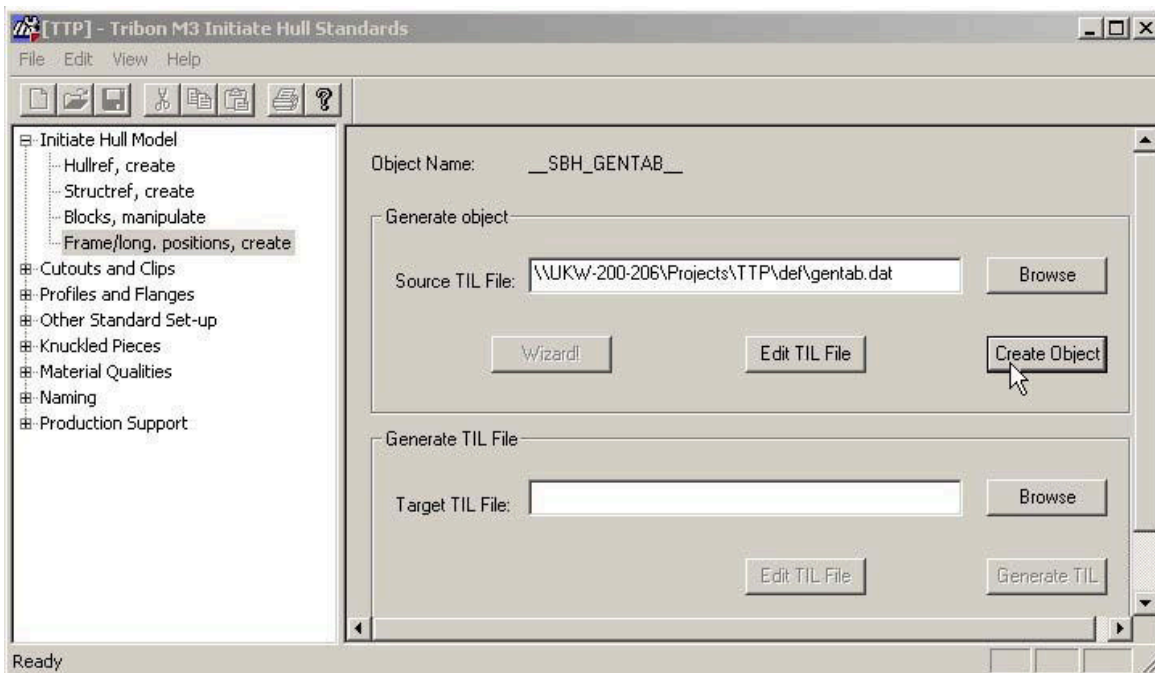 [TTP] - Tribon M3 Initiate Hull Standards
File Edit View Help
Initiate Hull Model
Hullref, create
Structref, create
Blocks, manipulate
Frame/long. positions, create
Cutouts and Clips
Profiles and Flanges
Other Standard Set-up
Knuckled Pieces
Material Qualities
Naming
Production Support
Object Name: __SBH_GENTAB__
Generate object
Source TIL File: \\UKW-200-206\Projects\TTP\def\gentab.dat Browse
Wizard! Edit TIL File Create Object
Generate TIL File
Target TIL File: Browse
Edit TIL File Generate TIL
Ready